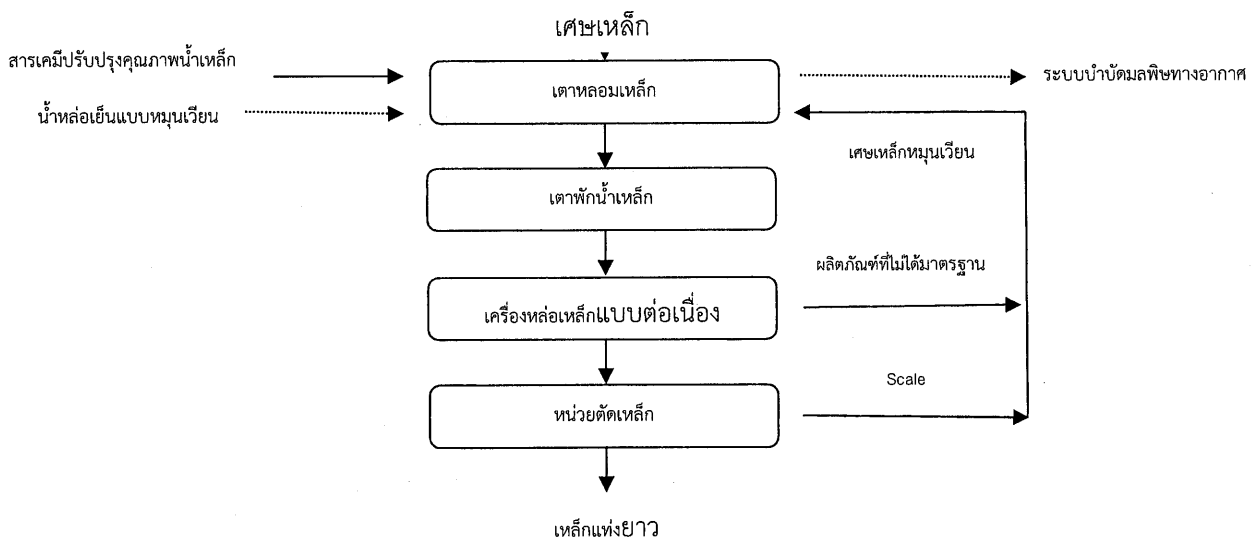 เศษเหล็ก
สารเคมีปรับปรุงคุณภาพน้ำเหล็ก
ระบบบำบัดมลพิษทางอากาศ
เตาหลอมเหล็ก
น้ำหล่อเย็นแบบหมุนเวียน
เศษเหล็กหมุนเวียน
เตาพักน้ำเหล็ก
ผลิตภัณฑ์ที่ไม่ได้มาตรฐาน
เครื่องหล่อเหล็กแบบต่อเนื่อง
Scale
หน่วยตัดเหล็ก
เหล็กแท่งยาว